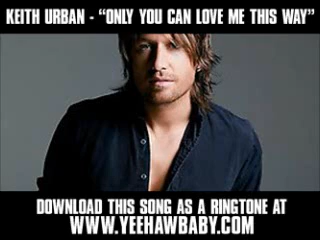 KEITH URBAN - "ONLY YOU CAN LOVE ME THIS WAY"
DOWNLOAD THIS SONG AS A RINGTONE AT
WWW.YEEHAWBABY.COM